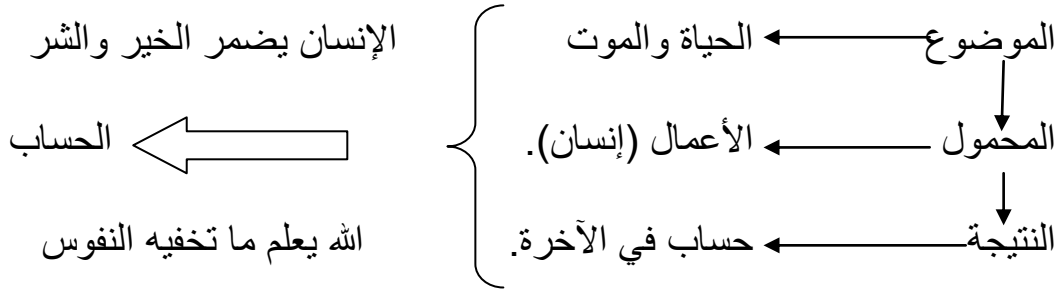 الموضوع الحياة والموت الإنسان يضمر الخير والشر
المحمول الأعمال (إنسان). الحساب
النتيجة حساب في الآخرة. الله يعلم ما تخفيه النفوس